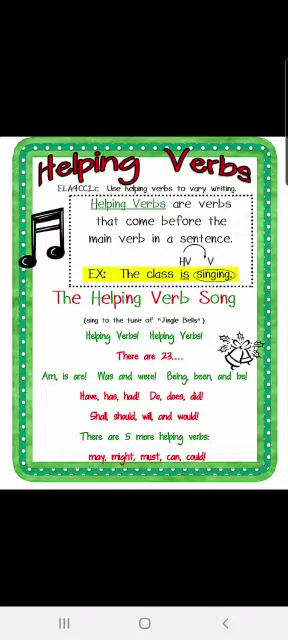 Helping Verbs
ELA4CC1.c Use helping verbs to vary writing.
Helping Verbs are verbs
that come before the
main verb in a sentence.
HV V
EX: The class is singing.
The Helping Verb Song
(sing to the tune of "Jingle Bells")
Helping Verbs! Helping Verbs!
There are 23....
Am, is are! Was and were! Being, been, and be!
Have, has, had! Do, does, did!
Shall, should, will, and would!
There are 5 more helping verbs:
may, might, must, can, could!